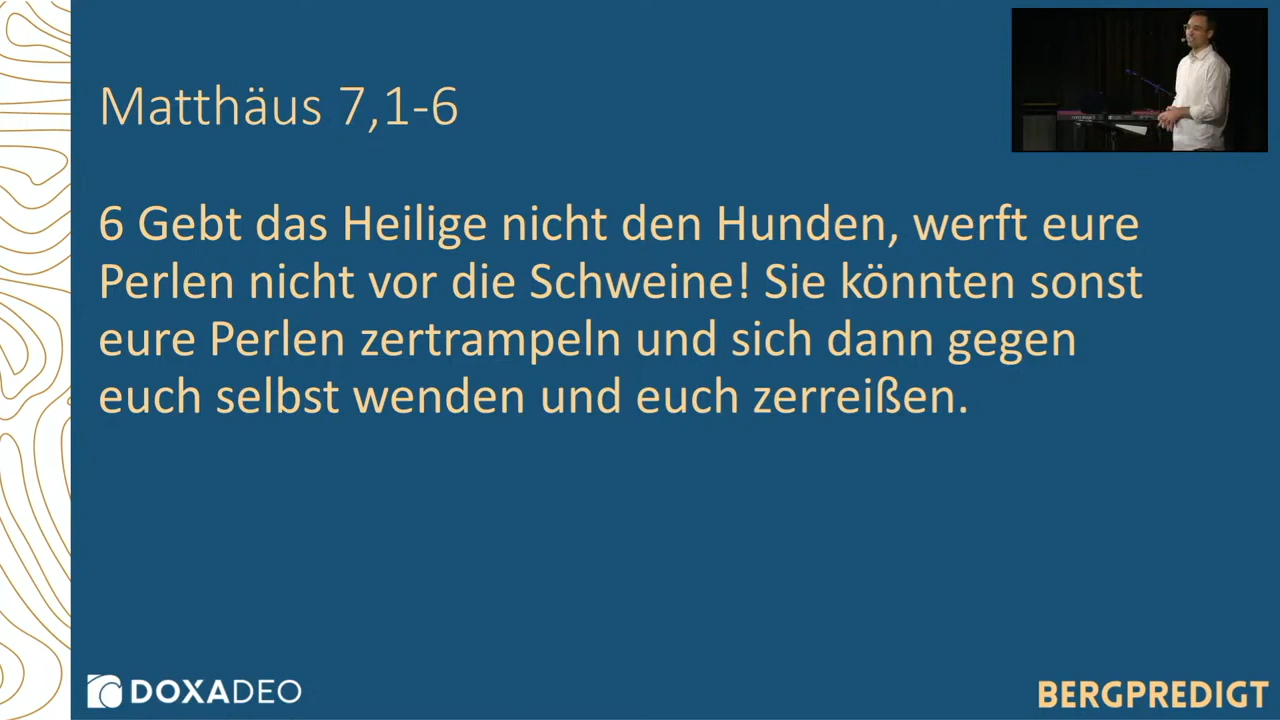 Matthäus 7,1-6
6 Gebt das Heilige nicht den Hunden, werft eure
Perlen nicht vor die Schweine! Sie könnten sonst
eure Perlen zertrampeln und sich dann gegen
euch selbst wenden und euch zerreißen.
DOXADEO
BERGPREDIGT